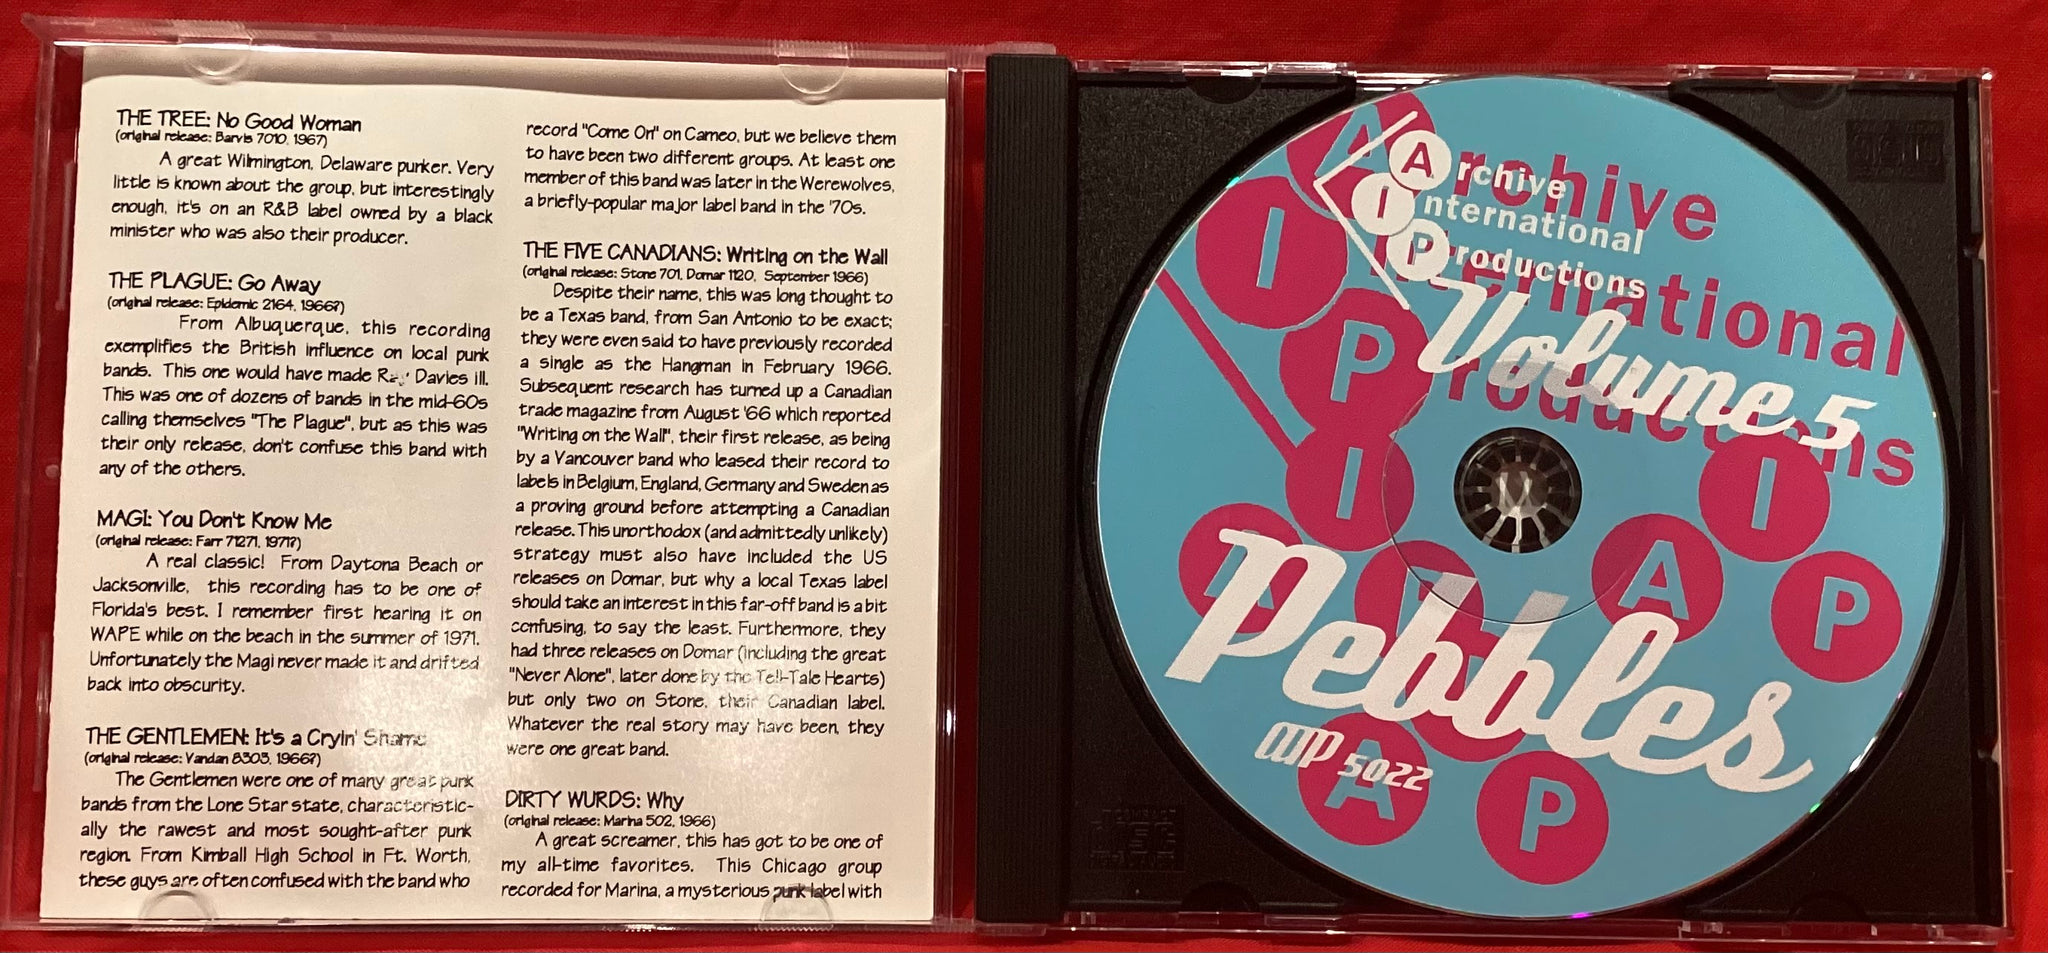 THE TREE: No Good Woman
(original release: Barvis 7010, 1967)
A great Wilmington, Delaware punker. Very
little is known about the group, but interestingly
enough, it's on an R&B label owned by a black
minister who was also their producer.
THE PLAGUE: Go Away
(original release: Epidemic 2164, 1966?)
From Albuquerque, this recording
exemplifies the British influence on local punk
bands. This one would have made Ray Davies ill.
This was one of dozens of bands in the mid-60s
calling themselves "The Plague", but as this was
their only release, don't confuse this band with
any of the others.
MAGI: You Don't Know Me
(original release: Farr 71271, 1971?)
A real classic! From Daytona Beach or
Jacksonville, this recording has to be one of
Florida's best. I remember first hearing it on
WAPE while on the beach in the summer of 1971.
Unfortunately the Magi never made it and drifted
back into obscurity.
THE GENTLEMEN: It's a Cryin' Shame
(original release: Vandan 8303, 1966?)
The Gentlemen were one of many great punk
bands from the Lone Star state, characteristic-
ally the rawest and most sought-after punk
region. From Kimball High School in Ft. Worth,
these guys are often confused with the band who
record "Come On" on Cameo, but we believe them
to have been two different groups. At least one
member of this band was later in the Werewolves,
a briefly-popular major label band in the '70s.
THE FIVE CANADIANS: Writing on the Wall
(original release: Stone 701, Domar 1120, September 1966)
Despite their name, this was long thought to
be a Texas band, from San Antonio to be exact;
they were even said to have previously recorded
a single as the Hangman in February 1966.
Subsequent research has turned up a Canadian
trade magazine from August '66 which reported
"Writing on the Wall", their first release, as being
by a Vancouver band who leased their record to
labels in Belgium, England, Germany and Sweden as
a proving ground before attempting a Canadian
release. This unorthodox (and admittedly unlikely)
strategy must also have included the US
releases on Domar, but why a local Texas label
should take an interest in this far-off band is a bit
confusing, to say the least. Furthermore, they
had three releases on Domar (including the great
"Never Alone", later done by the Tell-Tale Hearts)
but only two on Stone, their Canadian label.
Whatever the real story may have been, they
were one great band.
DIRTY WURDS: Why
(original release: Marina 502, 1966)
A great screamer, this has got to be one of
my all-time favorites. This Chicago group
recorded for Marina, a mysterious punk label with
Archive
International
Productions
Archive
International
Productions
Volume 5
I
I
A
P
A
Pebbles
AIP 5022
A
P